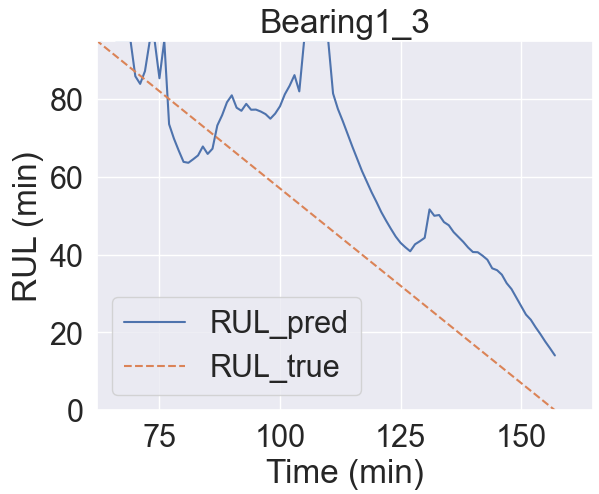 Bearing1_3
RUL (min)
80
60
40
20
0
RUL_pred
RUL_true
75 100 125 150
Time (min)